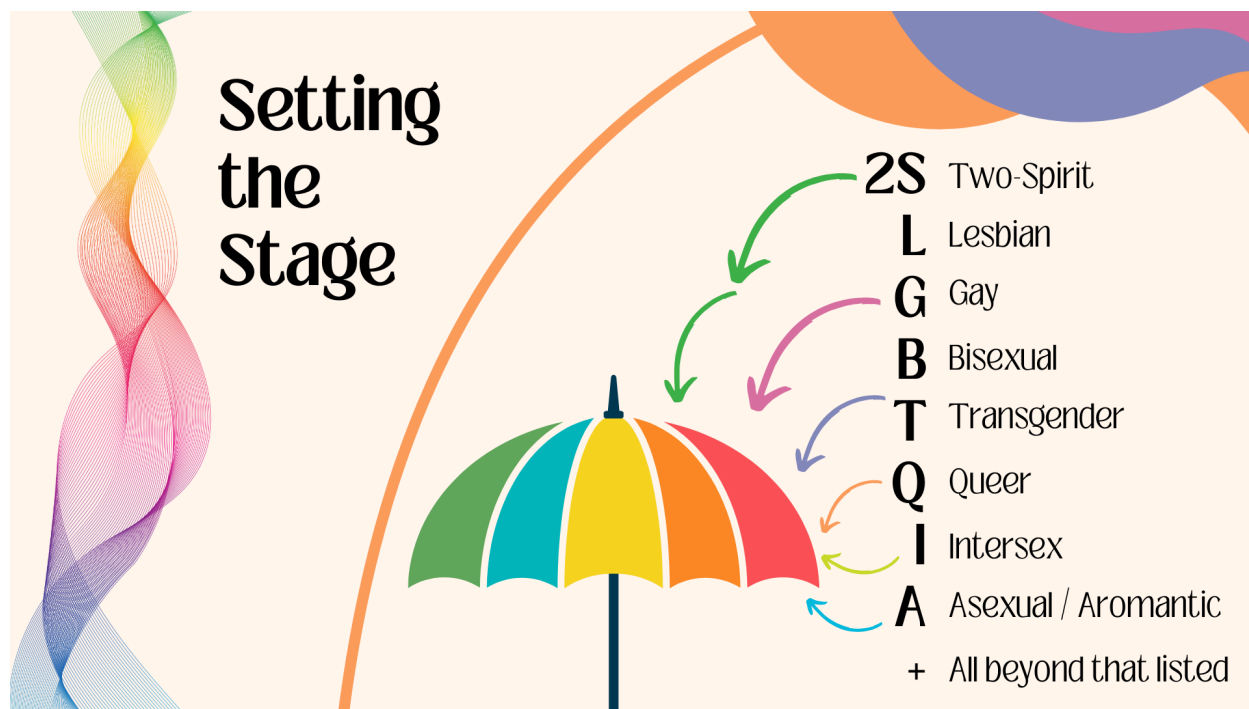 Setting
the
Stage
2S Two-Spirit
L Lesbian
G Gay
B Bisexual
T Transgender
Q Queer
I Intersex
A Asexual / Aromantic
+ All beyond that listed